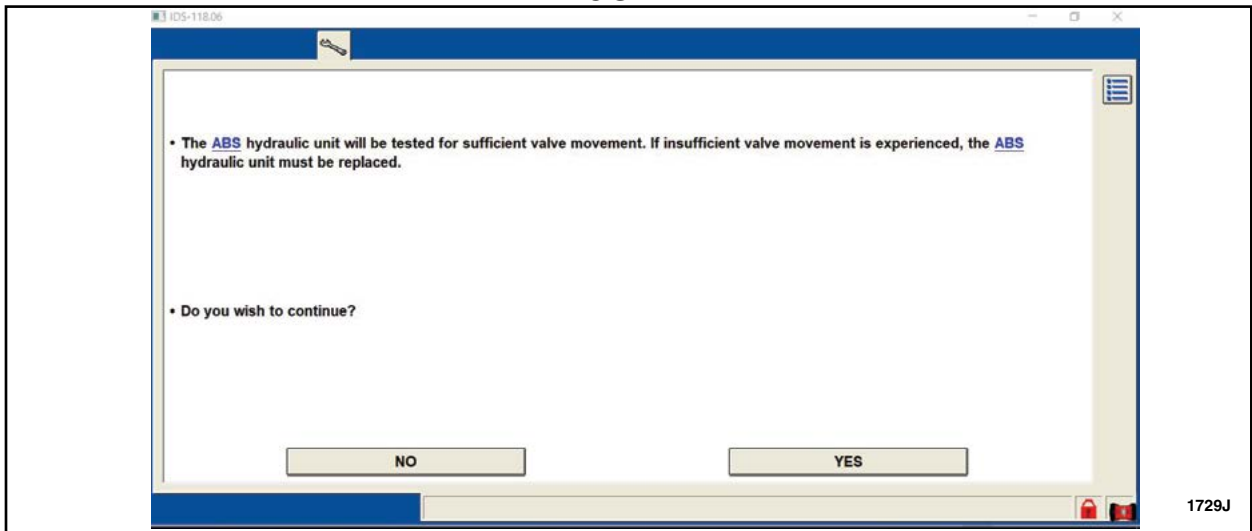 IDS-118.06
• The ABS hydraulic unit will be tested for sufficient valve movement. If insufficient valve movement is experienced, the ABS
hydraulic unit must be replaced.
• Do you wish to continue?
NO YES
1729J